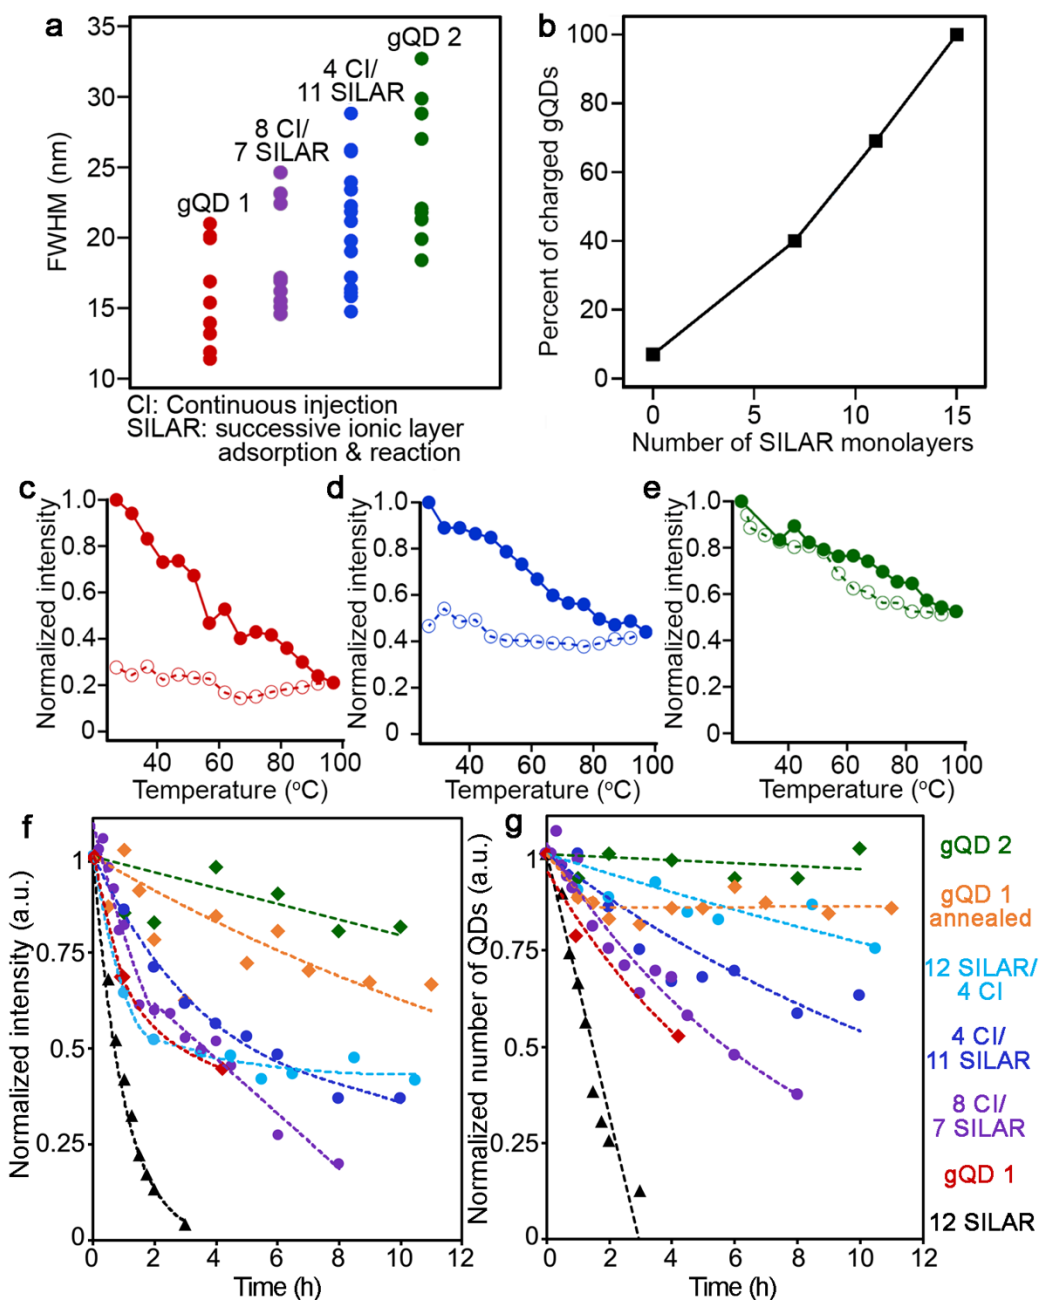 a
35
30
25
20
15
10
FWHM (nm)
gQD 1
8 CI/
7 SILAR
4 CI/
11 SILAR
gQD 2
CI: Continuous injection
SILAR: successive ionic layer
adsorption & reaction
b
100
80
60
40
20
0
Percent of charged gQDs
0 5 10 15
Number of SILAR monolayers
c
1.0
0.8
0.6
0.4
0.2
0
Normalized intensity
40 60 80 100
Temperature (°C)
d
1.0
0.8
0.6
0.4
0.2
0
Normalized intensity
40 60 80 100
Temperature (°C)
e
1.0
0.8
0.6
0.4
0.2
0
Normalized intensity
40 60 80 100
Temperature (°C)
f
1
0.75
0.5
0.25
0
Normalized intensity (a.u.)
0 2 4 6 8 10 12
Time (h)
g
1
0.75
0.5
0.25
0
Normalized number of QDs (a.u.)
0 2 4 6 8 10 12
Time (h)
gQD 2
gQD 1
annealed
12 SILAR/
4 CI
4 CI/
11 SILAR
8 CI/
7 SILAR
gQD 1
12 SILAR